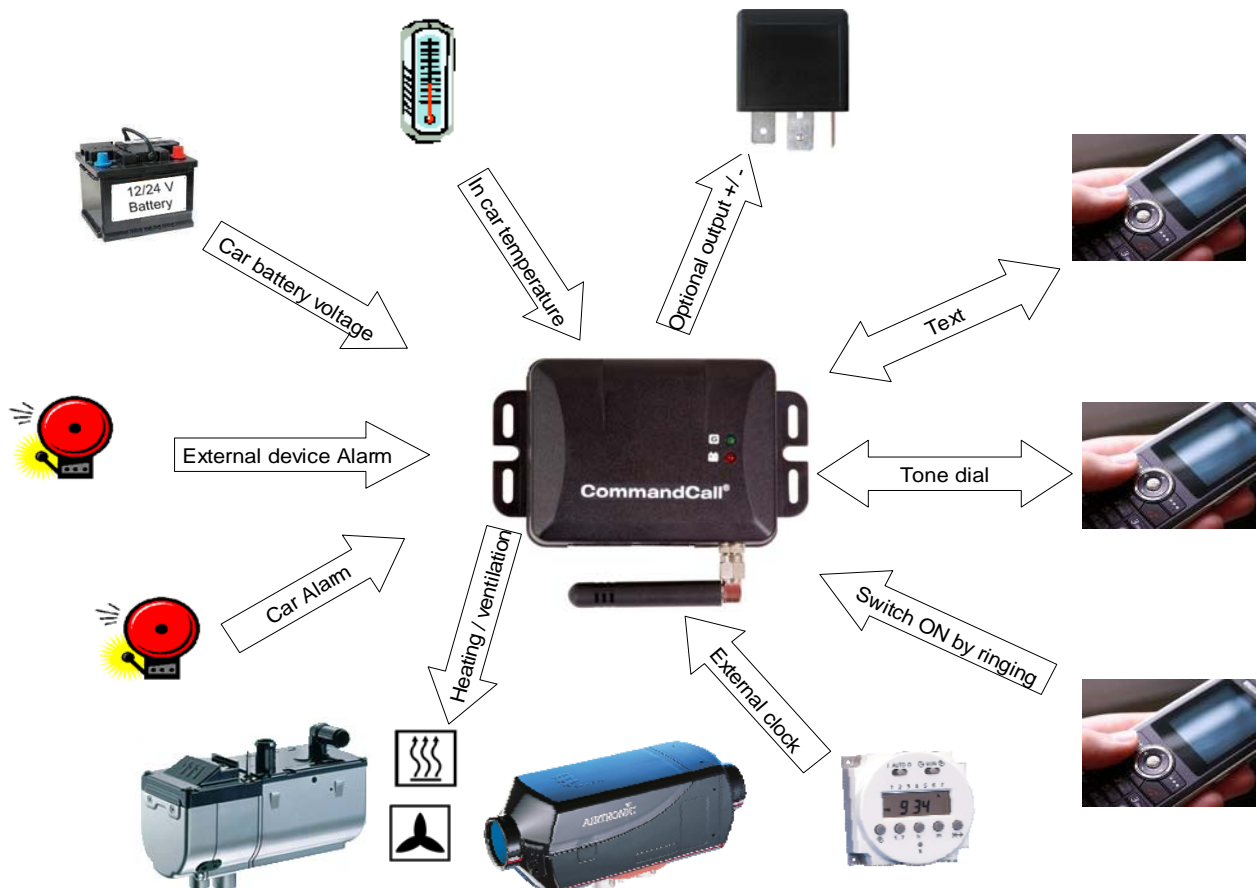 12/24 V
Battery
Car battery voltage
In car temperature
Optional output +/ -
Text
External device Alarm
CommandCall®
Tone dial
Car Alarm
Heating / ventilation
External clock
Switch ON by ringing
AIRTRONIC
AUTO
9 34